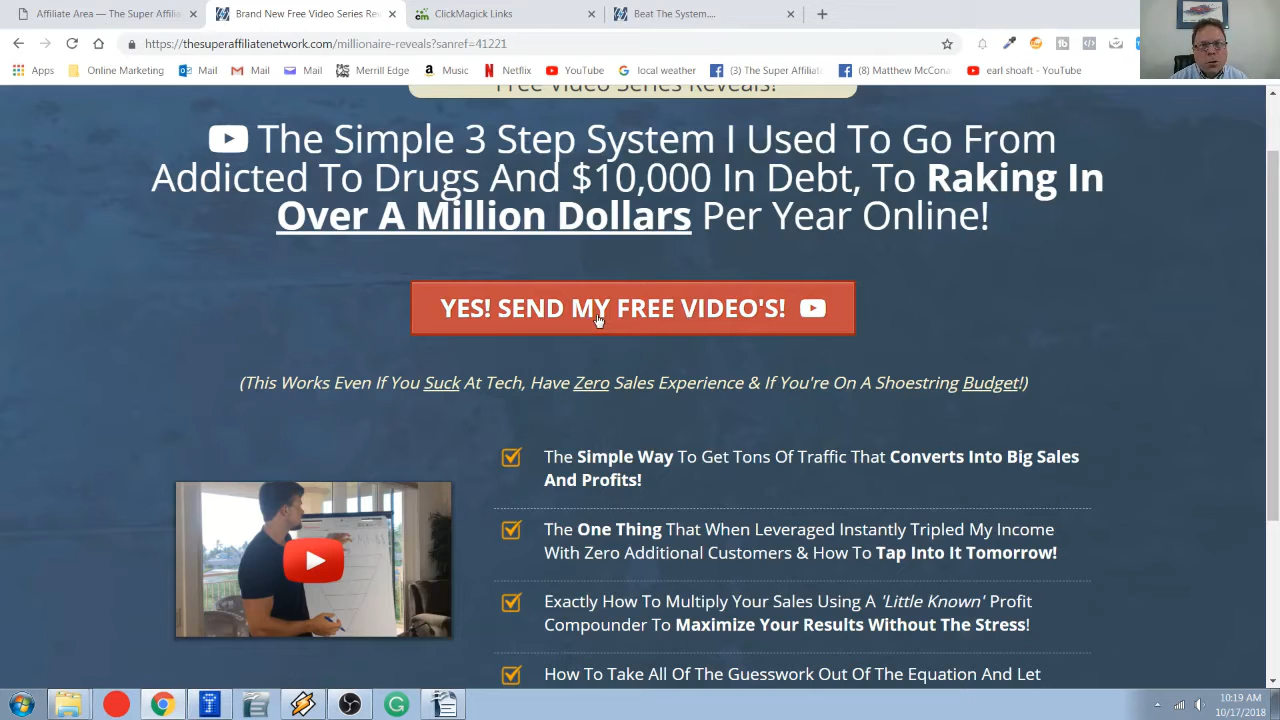 Affiliate Area — The Super Affilia
Brand New Free Video Series Re
ClickMagick Links
Beat The System....
https://thesuperaffiliatenetwork.com/millionaire-reveals?sanref=41221
Apps
Online Marketing
Mail
Mail
Mail
Merrill Edge
Music
Netflix
YouTube
local weather
(3) The Super Affiliat
(8) Matthew McCona
earl shoaft - YouTube
Free Video Series Reveals!
The Simple 3 Step System I Used To Go From
Addicted To Drugs And $10,000 In Debt, To Raking In
Over A Million Dollars Per Year Online!
YES! SEND MY FREE VIDEO'S!
(This Works Even If You Suck At Tech, Have Zero Sales Experience & If You're On A Shoestring Budget!)
The Simple Way To Get Tons Of Traffic That Converts Into Big Sales
And Profits!
The One Thing That When Leveraged Instantly Tripled My Income
With Zero Additional Customers & How To Tap Into It Tomorrow!
Exactly How To Multiply Your Sales Using A 'Little Known' Profit
Compounder To Maximize Your Results Without The Stress!
How To Take All Of The Guesswork Out Of The Equation And Let
10:19 AM
10/17/2018